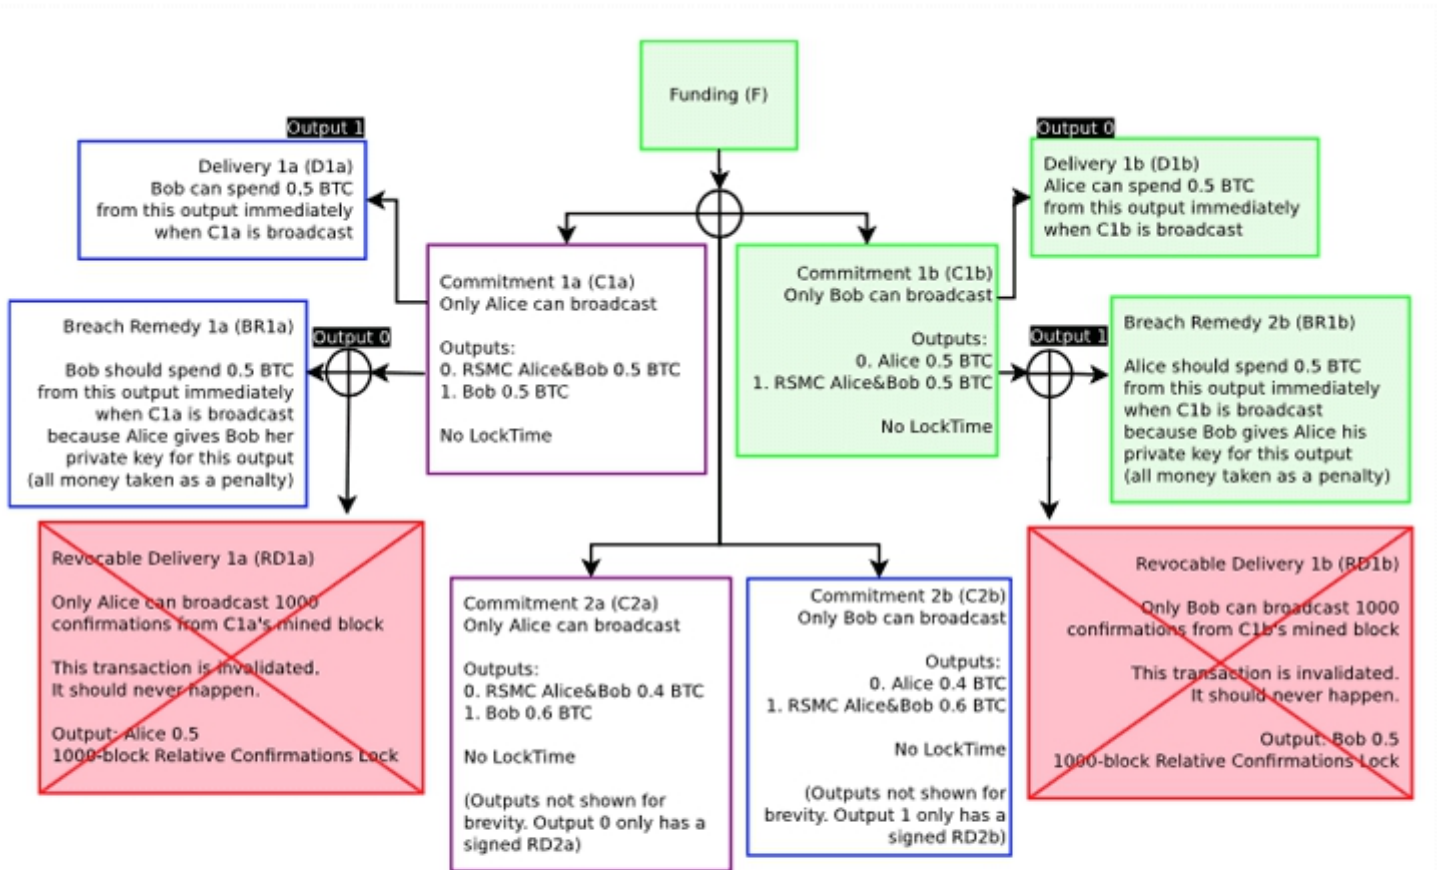 Funding (F)
Output 1
Delivery 1a (D1a)
Bob can spend 0.5 BTC
from this output immediately
when C1a is broadcast
Output 0
Delivery 1b (D1b)
Alice can spend 0.5 BTC
from this output immediately
when C1b is broadcast
Commitment 1a (C1a)
Only Alice can broadcast
Outputs:
0. RSMC Alice&Bob 0.5 BTC
1. Bob 0.5 BTC
No LockTime
Commitment 1b (C1b)
Only Bob can broadcast
Outputs:
0. Alice 0.5 BTC
1. RSMC Alice&Bob 0.5 BTC
No LockTime
Output 0
Breach Remedy 1a (BR1a)
Bob should spend 0.5 BTC
from this output immediately
when C1a is broadcast
because Alice gives Bob her
private key for this output
(all money taken as a penalty)
Output 1
Breach Remedy 2b (BR1b)
Alice should spend 0.5 BTC
from this output immediately
when C1b is broadcast
because Bob gives Alice his
private key for this output
(all money taken as a penalty)
Revocable Delivery 1a (RD1a)
Only Alice can broadcast 1000
confirmations from C1a's mined block
This transaction is invalidated.
It should never happen.
Output: Alice 0.5
1000-block Relative Confirmations Lock
Commitment 2a (C2a)
Only Alice can broadcast
Outputs:
0. RSMC Alice&Bob 0.4 BTC
1. Bob 0.6 BTC
No LockTime
(Outputs not shown for
brevity. Output 0 only has a
signed RD2a)
Commitment 2b (C2b)
Only Bob can broadcast
Outputs:
0. Alice 0.4 BTC
1. RSMC Alice&Bob 0.6 BTC
No LockTime
(Outputs not shown for
brevity. Output 1 only has a
signed RD2b)
Revocable Delivery 1b (RD1b)
Only Bob can broadcast 1000
confirmations from C1b's mined block
This transaction is invalidated.
It should never happen.
Output: Bob 0.5
1000-block Relative Confirmations Lock